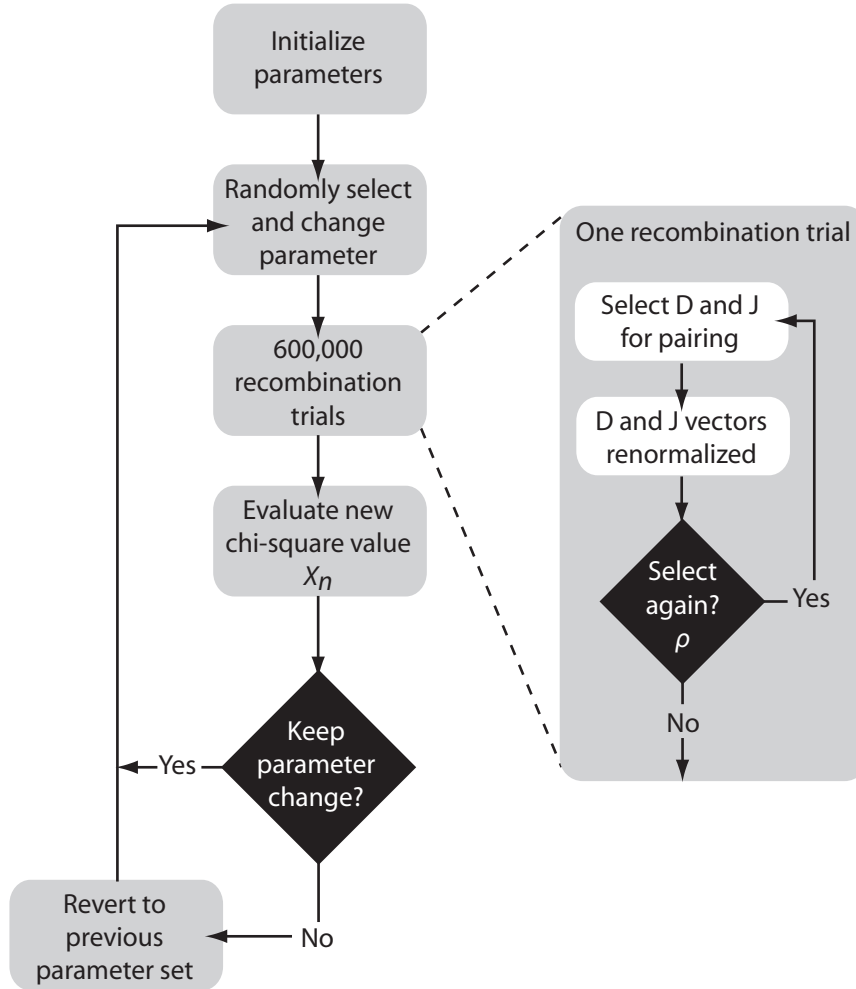 Initialize
parameters
Randomly select
and change
parameter
600,000
recombination
trials
Evaluate new
chi-square value
Xn
Keep
parameter
change?
Yes
No
Revert to
previous
parameter set
One recombination trial
Select D and J
for pairing
D and J vectors
renormalized
Select
again?
ρ
Yes
No